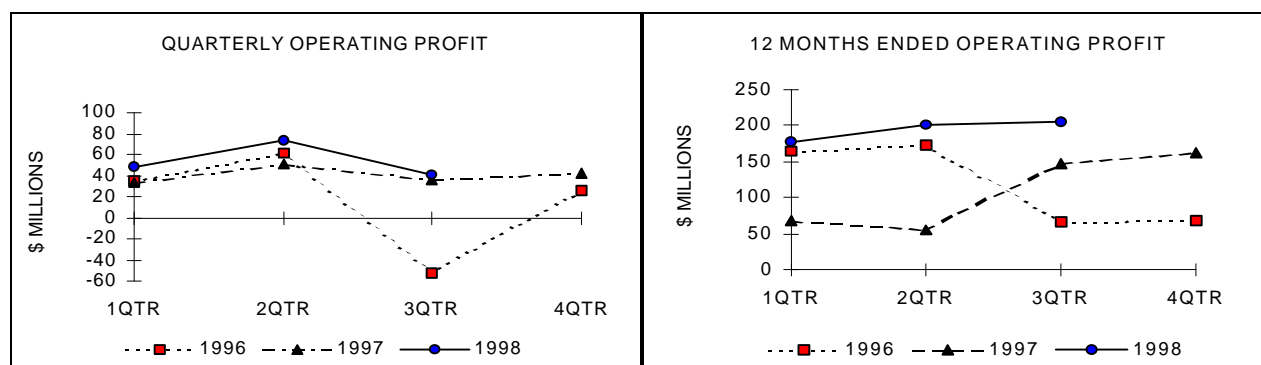 QUARTERLY OPERATING PROFIT
$ MILLIONS
100
80
60
40
20
0
-20
-40
-60
1QTR 2QTR 3QTR 4QTR
1996 1997 1998
12 MONTHS ENDED OPERATING PROFIT
$ MILLIONS
250
200
150
100
50
0
1QTR 2QTR 3QTR 4QTR
1996 1997 1998